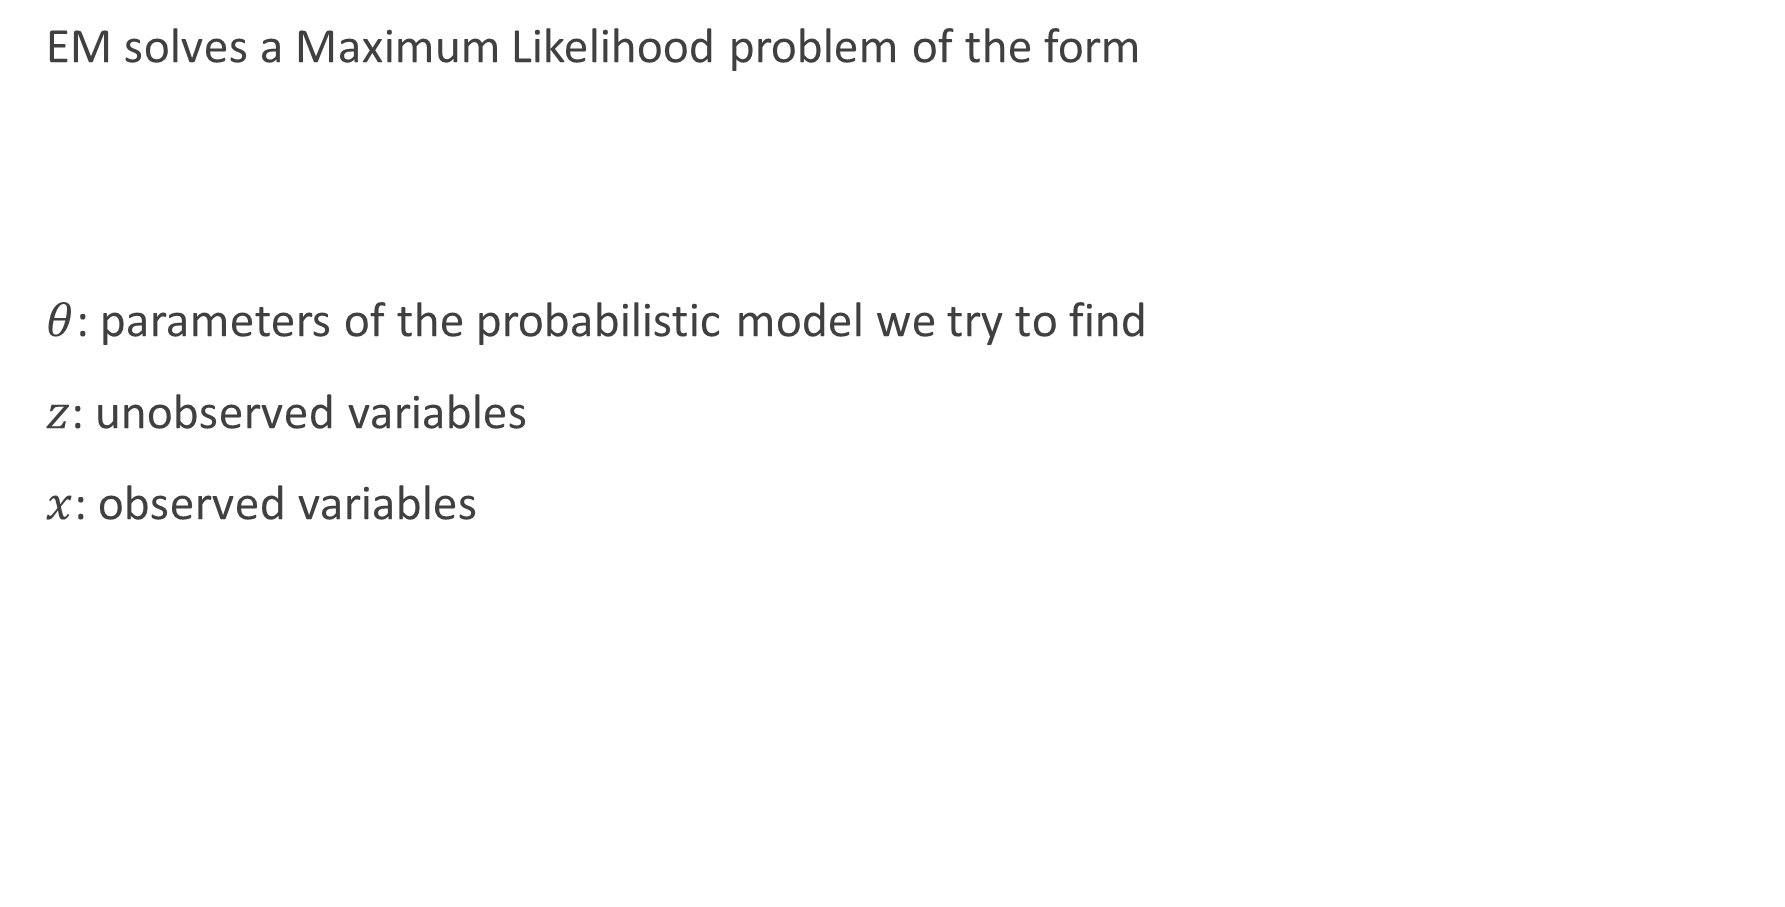 EM solves a Maximum Likelihood problem of the form
θ: parameters of the probabilistic model we try to find
z: unobserved variables
x: observed variables